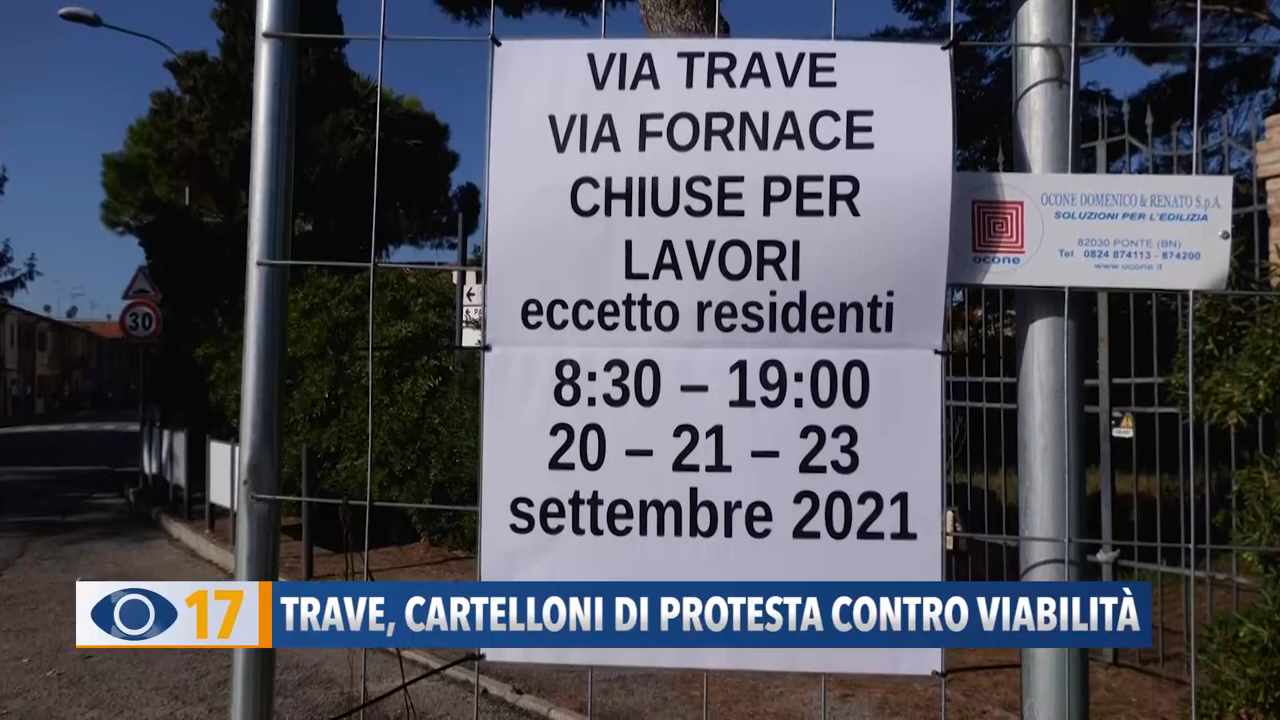 VIA TRAVE
VIA FORNACE
CHIUSE PER
LAVORI
eccetto residenti
8:30 – 19:00
20 – 21 – 23
settembre 2021
OCONE DOMENICO & RENATO S.p.A.
SOLUZIONI PER L'EDILIZIA
ocone
82030 PONTE (BN)
Tel. 0824 874113 - 874200
www.ocone.it
30
17 TRAVE, CARTELLONI DI PROTESTA CONTRO VIABILITÀ